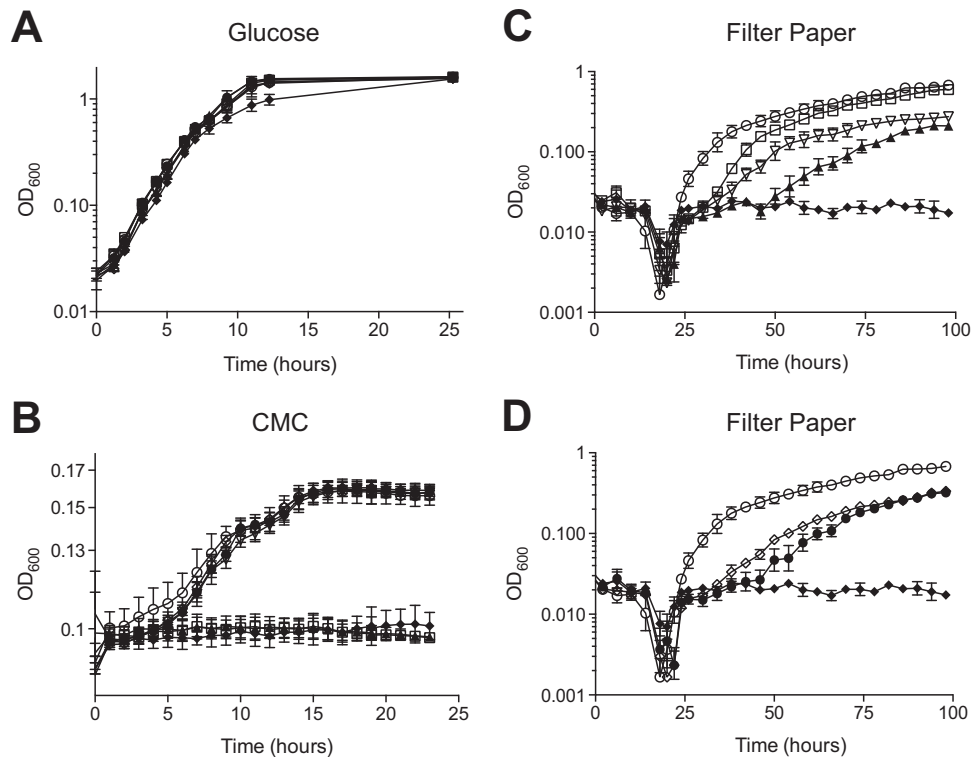 A
Glucose
OD600
1
0.10
0.01
0
5
10
15
20
25
Time (hours)
B
CMC
OD600
0.17
0.15
0.13
0.1
0
5
10
15
20
25
Time (hours)
C
Filter Paper
OD600
1
0.100
0.010
0.001
0
25
50
75
100
Time (hours)
D
Filter Paper
OD600
1
0.100
0.010
0.001
0
25
50
75
100
Time (hours)